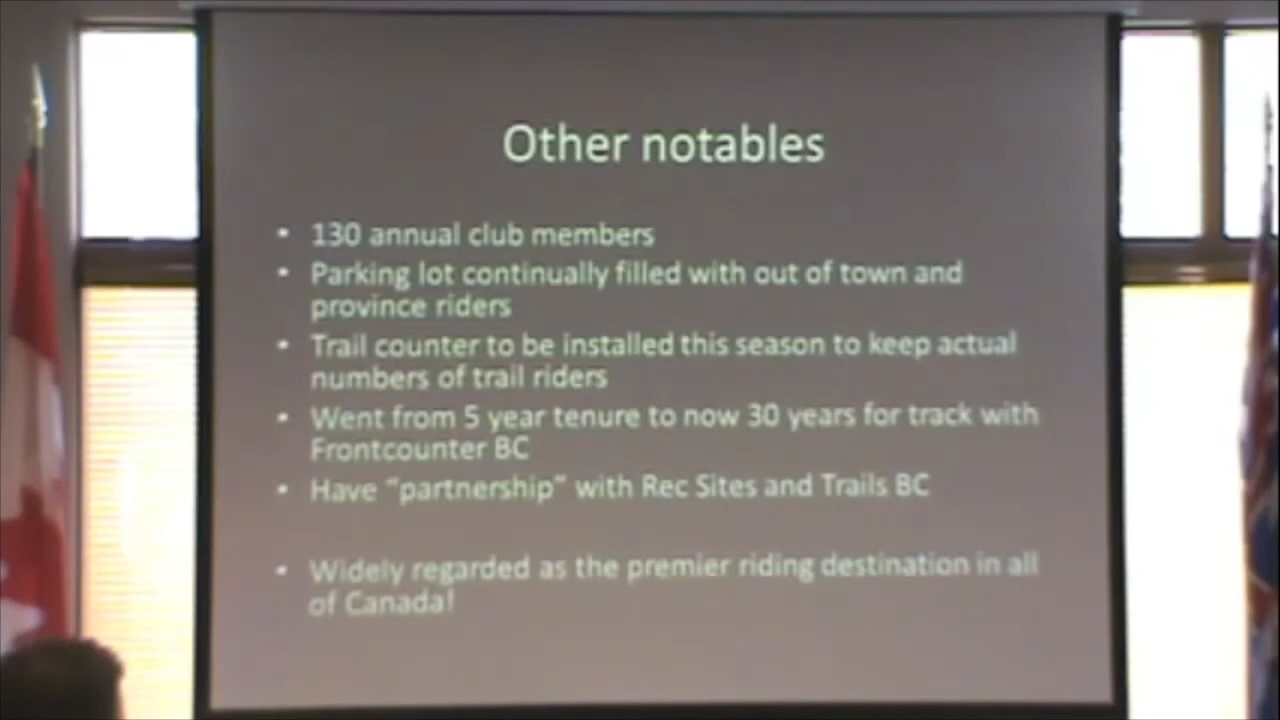 Other notables
• 130 annual club members
• Parking lot continually filled with out of town and
province riders
• Trail counter to be installed this season to keep actual
numbers of trail riders
• Went from 5 year tenure to now 30 years for track with
Frontcounter BC
• Have "partnership" with Rec Sites and Trails BC
• Widely regarded as the premier riding destination in all
of Canada!